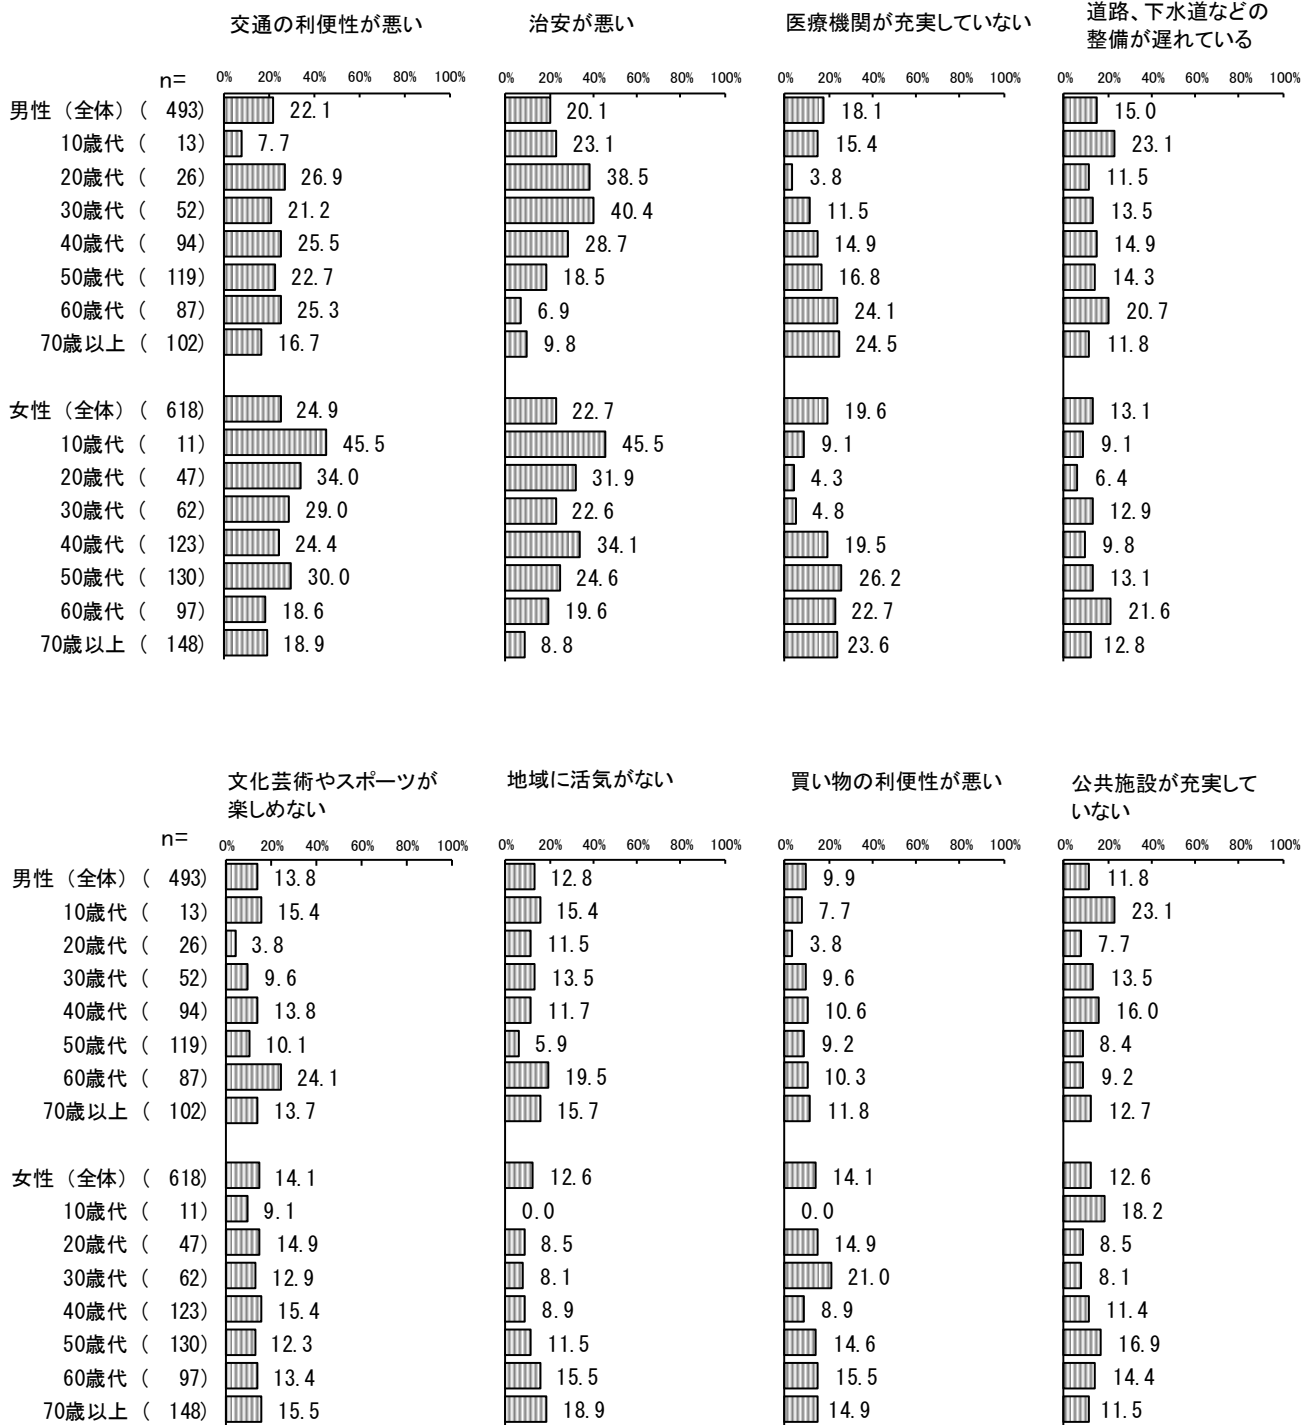 交通の利便性が悪い 治安が悪い 医療機関が充実していない 道路、下水道などの
整備が遅れている
n= 0% 20% 40% 60% 80% 100% 0% 20% 40% 60% 80% 100% 0% 20% 40% 60% 80% 100% 0% 20% 40% 60% 80% 100%
男性（全体）( 493) 22.1 20.1 18.1 15.0
10歳代 ( 13) 7.7 23.1 15.4 23.1
20歳代 ( 26) 26.9 38.5 3.8 11.5
30歳代 ( 52) 21.2 40.4 11.5 13.5
40歳代 ( 94) 25.5 28.7 14.9 14.9
50歳代 ( 119) 22.7 18.5 16.8 14.3
60歳代 ( 87) 25.3 6.9 24.1 20.7
70歳以上 ( 102) 16.7 9.8 24.5 11.8
女性（全体）( 618) 24.9 22.7 19.6 13.1
10歳代 ( 11) 45.5 45.5 9.1 9.1
20歳代 ( 47) 34.0 31.9 4.3 6.4
30歳代 ( 62) 29.0 22.6 4.8 12.9
40歳代 ( 123) 24.4 34.1 19.5 9.8
50歳代 ( 130) 30.0 24.6 26.2 13.1
60歳代 ( 97) 18.6 19.6 22.7 21.6
70歳以上 ( 148) 18.9 8.8 23.6 12.8
文化芸術やスポーツが 地域に活気がない 買い物の利便性が悪い 公共施設が充実して
楽しめない いない
n= 0% 20% 40% 60% 80% 100% 0% 20% 40% 60% 80% 100% 0% 20% 40% 60% 80% 100% 0% 20% 40% 60% 80% 100%
男性（全体）( 493) 13.8 12.8 9.9 11.8
10歳代 ( 13) 15.4 15.4 7.7 23.1
20歳代 ( 26) 3.8 11.5 3.8 7.7
30歳代 ( 52) 9.6 13.5 9.6 13.5
40歳代 ( 94) 13.8 11.7 10.6 16.0
50歳代 ( 119) 10.1 5.9 9.2 8.4
60歳代 ( 87) 24.1 19.5 10.3 9.2
70歳以上 ( 102) 13.7 15.7 11.8 12.7
女性（全体）( 618) 14.1 12.6 14.1 12.6
10歳代 ( 11) 9.1 0.0 0.0 18.2
20歳代 ( 47) 14.9 8.5 14.9 8.5
30歳代 ( 62) 12.9 8.1 21.0 8.1
40歳代 ( 123) 15.4 8.9 8.9 11.4
50歳代 ( 130) 12.3 11.5 14.6 16.9
60歳代 ( 97) 13.4 15.5 15.5 14.4
70歳以上 ( 148) 15.5 18.9 14.9 11.5